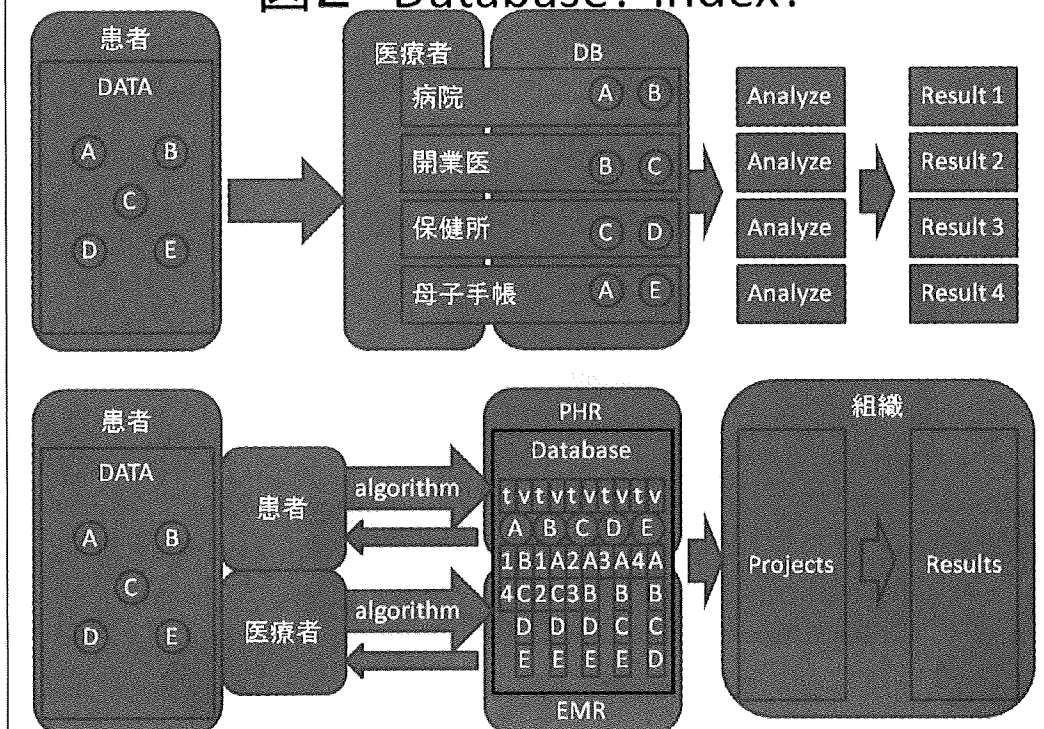 図2 Database? Index?
患者
DATA
A B
C
D E
医療者 DB
病院 A B
開業医 B C
保健所 C D
母子手帳 A E
Analyze
Analyze
Analyze
Analyze
Result 1
Result 2
Result 3
Result 4
患者
DATA
A B
C
D E
患者
医療者
algorithm
algorithm
PHR
Database
t v t v t v t v t v
A B C D E
1 B 1 A 2 A 3 A 4 A
4 C 2 C 3 B B B
D D D C C
E E E E D
EMR
組織
Projects
Results